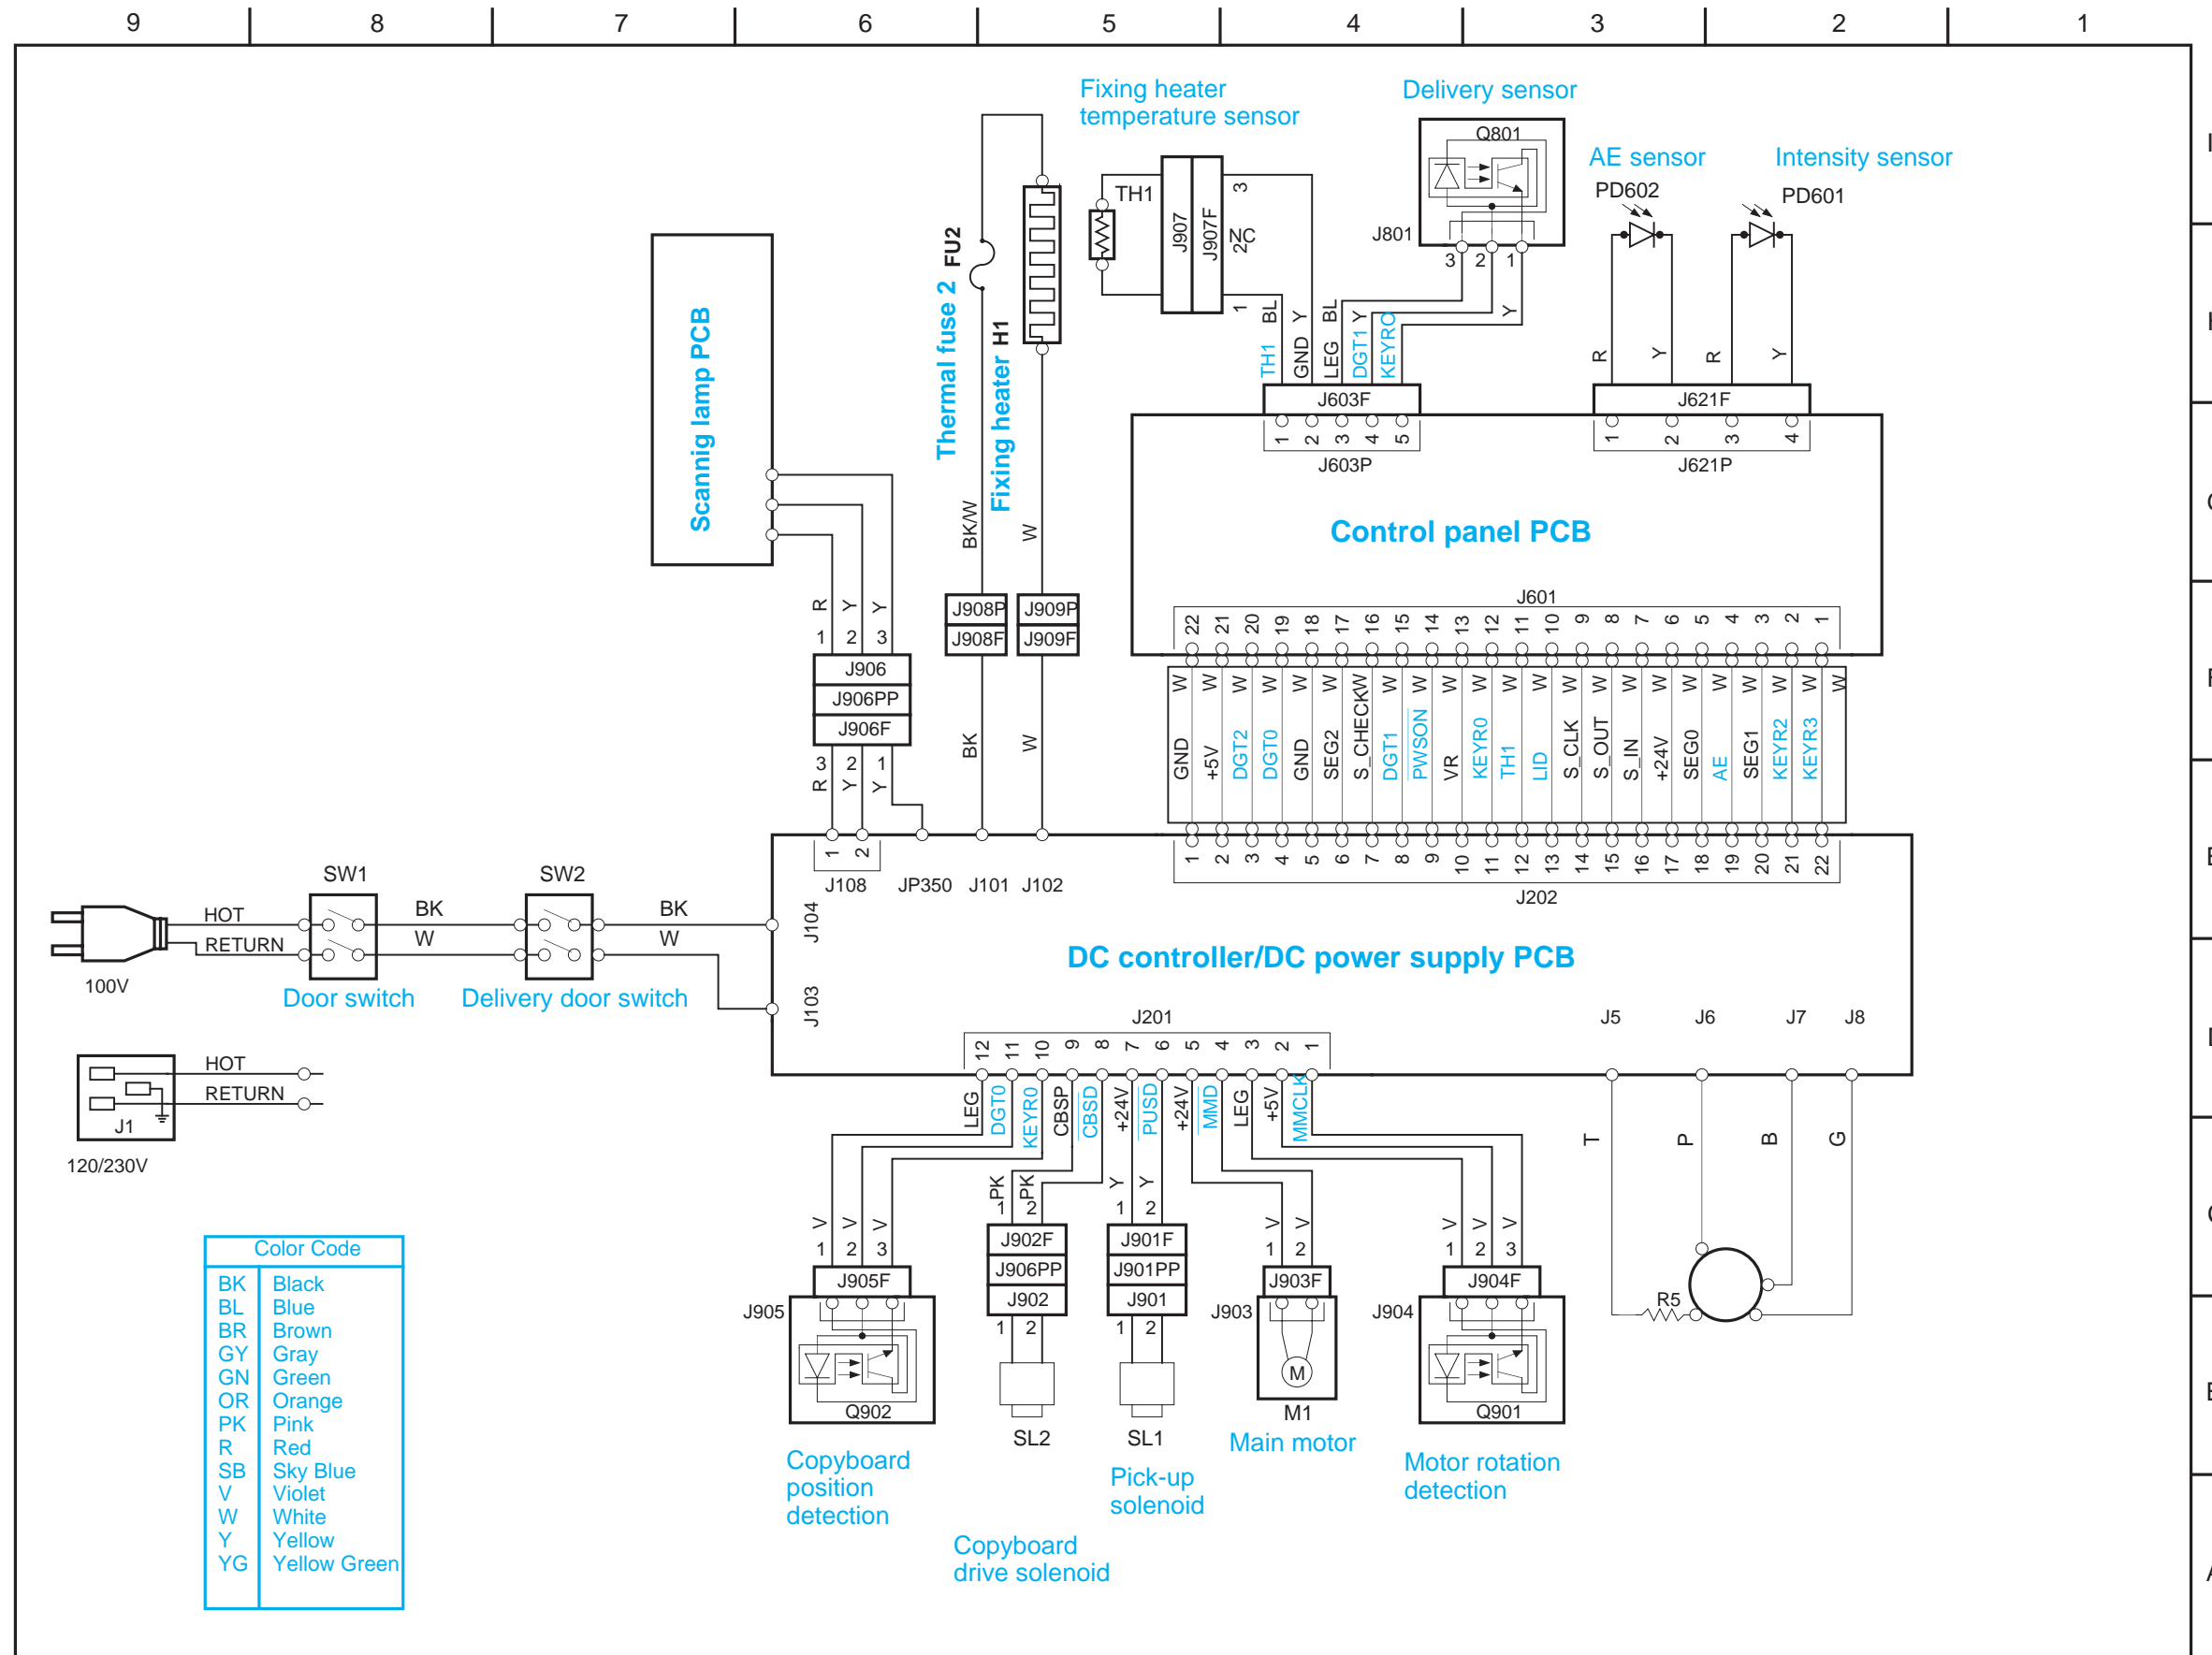 9 8 7 6 5 4 3 2 1
Fixing heater
temperature sensor
Delivery sensor
Q801
AE sensor
Intensity sensor
PD602
PD601
TH1
J907
J907F
3
NC
2
1
J801
3 2 1
Thermal fuse 2 FU2
Fixing heater H1
Scannig lamp PCB
BL
Y
BL
Y
Y
TH1
GND
LEG
DGT1
KEYRO
R
Y
R
Y
J603F
J621F
1 2 3 4 5
1 2 3 4
J603P
J621P
Control panel PCB
BK/W
W
R Y Y
1 2 3
J908P
J909P
J908F
J909F
J601
22 21 20 19 18 17 16 15 14 13 12 11 10 9 8 7 6 5 4 3 2 1
J906
J906PP
J906F
3 2 1
R Y Y
BK
W
W W W W W W W W W W W W W W W W W W W W W W W
GND
+5V
DGT2
DGT0
GND
SEG2
S_CHECK
DGT1
PWSON
VR
KEYR0
TH1
LID
S_CLK
S_OUT
S_IN
+24V
SEG0
AE
SEG1
KEYR2
KEYR3
1 2
J108
JP350
J101
J102
1 2 3 4 5 6 7 8 9 10 11 12 13 14 15 16 17 18 19 20 21 22
J202
SW1
SW2
HOT
BK
BK
RETURN
W
W
J104
100V
Door switch
Delivery door switch
J103
DC controller/DC power supply PCB
HOT
RETURN
J1
120/230V
J201
12 11 10 9 8 7 6 5 4 3 2 1
J5
J6
J7
J8
LEG
DGT0
KEYR0
CBSP
CBSD
+24V
PUSD
+24V
MMD
LEG
+5V
MMCLK
T
P
B
G
PK PK
Y Y
1 2
1 2
V V V
1 2 3
V V
1 2
V V V
1 2 3
J902F
J901F
J905F
J906PP
J901PP
J903F
J904F
J905
J902
J901
J903
J904
R5
1 2
1 2
M
Q902
M1
Q901
SL2
SL1
Main motor
Copyboard
position
detection
Pick-up
solenoid
Motor rotation
detection
Copyboard
drive solenoid
Color Code
BK Black
BL Blue
BR Brown
GY Gray
GN Green
OR Orange
PK Pink
R Red
SB Sky Blue
V Violet
W White
Y Yellow
YG Yellow Green